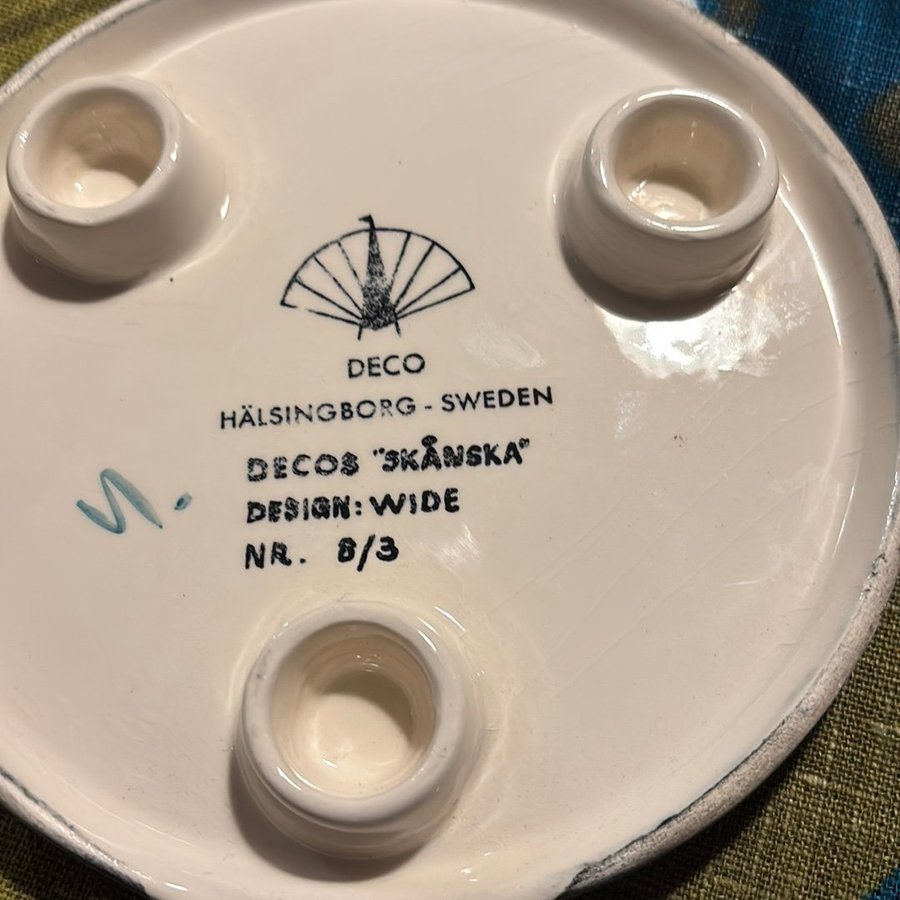 DECO
HÄLSINGBORG - SWEDEN
DECOS "SKÅNSKA"
DESIGN: WIDE
NR. 8/3